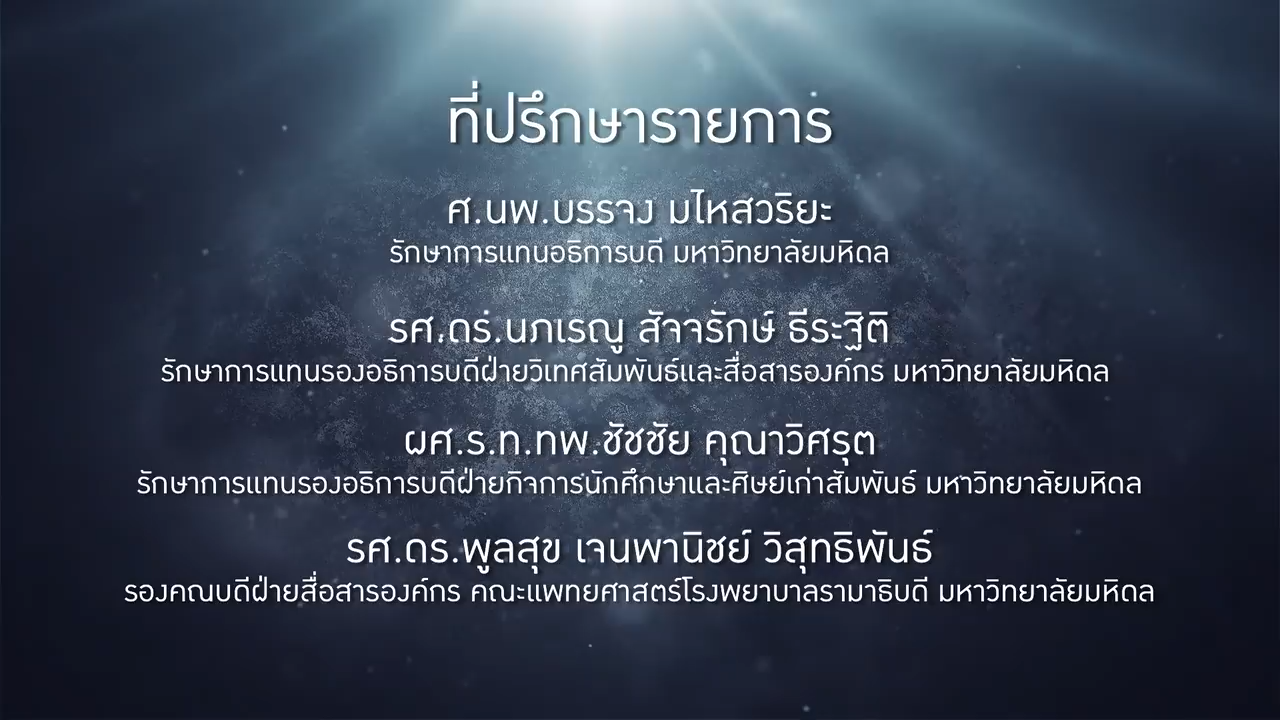 ที่ปรึกษารายการ
ศ.นพ.บรรจง มไหสวริยะ
รักษาการแทนอธิการบดี มหาวิทยาลัยมหิดล
รศ.ดร.นภเรณู สัจจรักษ์ ธีระฐิติ
รักษาการแทนรองอธิการบดีฝ่ายวิเทศสัมพันธ์และสื่อสารองค์กร มหาวิทยาลัยมหิดล
ผศ.ร.ท.ทพ.ชัชชัย คุณาวิศรุต
รักษาการแทนรองอธิการบดีฝ่ายกิจการนักศึกษาและศิษย์เก่าสัมพันธ์ มหาวิทยาลัยมหิดล
รศ.ดร.พูลสุข เจนพานิชย์ วิสุทธิพันธ์
รองคณบดีฝ่ายสื่อสารองค์กร คณะแพทยศาสตร์โรงพยาบาลรามาธิบดี มหาวิทยาลัยมหิดล